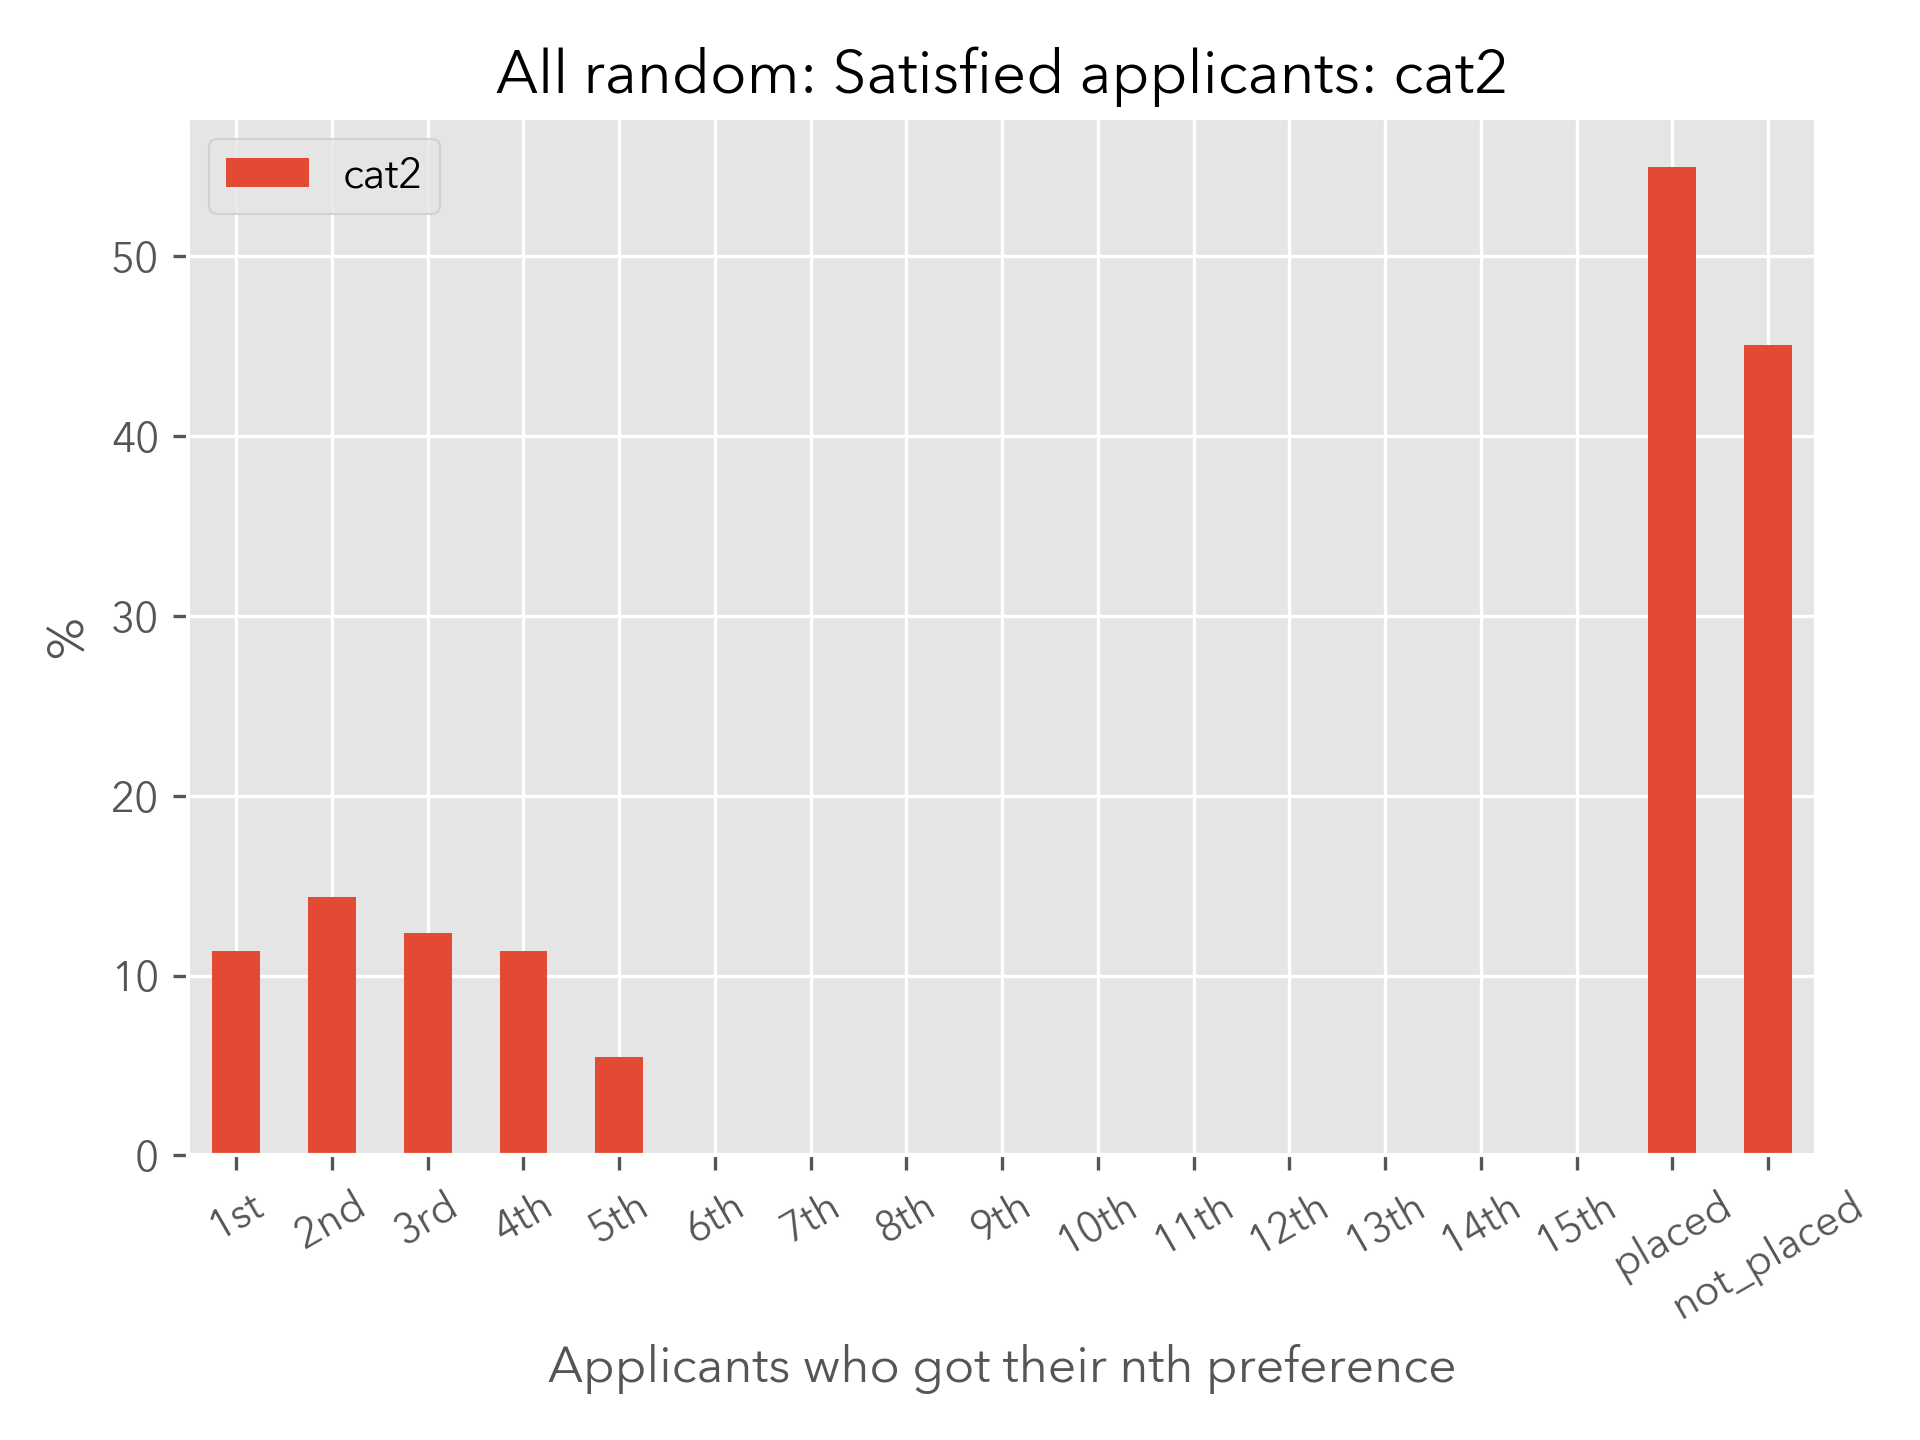 All random: Satisfied applicants: cat2
cat2
50
40
30
20
10
0
%
1st
2nd
3rd
4th
5th
6th
7th
8th
9th
10th
11th
12th
13th
14th
15th
placed
not_placed
Applicants who got their nth preference